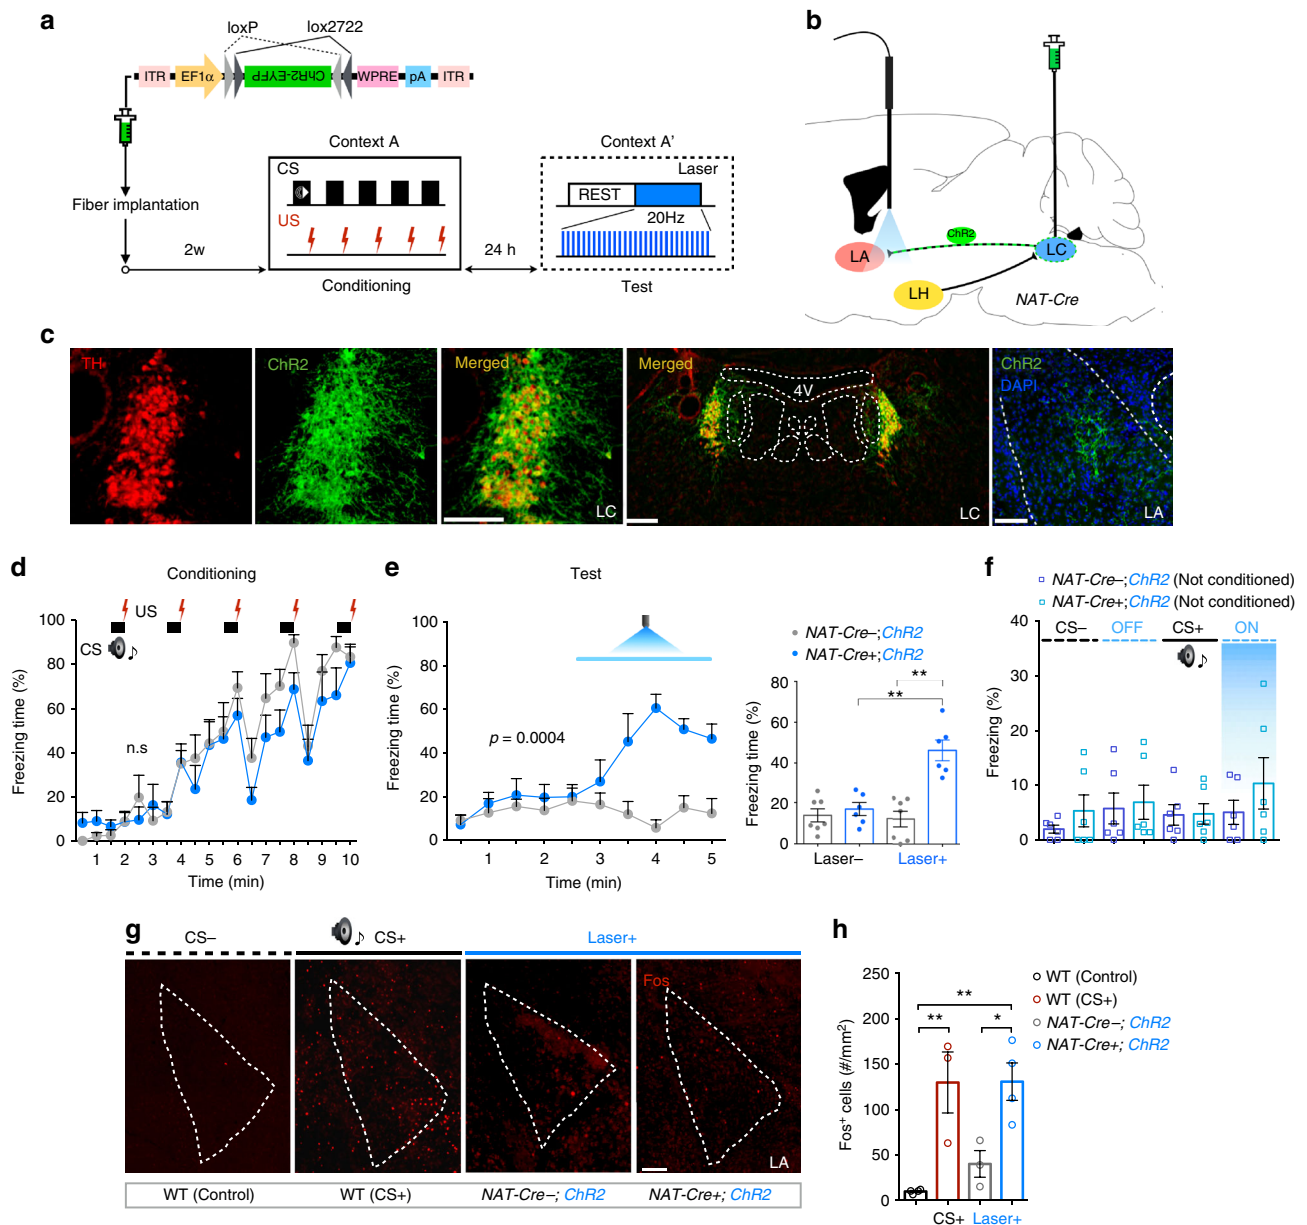 a
loxP
lox2722
ITR
EF1α
ChR2-EYFP
WPRE
pA
ITR
Fiber implantation
2w
Context A
CS
US
Conditioning
24 h
Context A'
Laser
REST
20Hz
Test
b
ChR2
LA
LC
LH
NAT-Cre
c
TH
ChR2
Merged
LC
Merged
4V
LC
ChR2
DAPI
LA
d
Conditioning
US
CS
n.s
Freezing time (%)
100
80
60
40
20
0
1 2 3 4 5 6 7 8 9 10
Time (min)
e
Test
p = 0.0004
Freezing time (%)
100
80
60
40
20
0
1 2 3 4 5
Time (min)
NAT-Cre–;ChR2
NAT-Cre+;ChR2
**
**
Freezing time (%)
80
60
40
20
0
Laser–
Laser+
f
NAT-Cre–;ChR2 (Not conditioned)
NAT-Cre+;ChR2 (Not conditioned)
CS–
OFF
CS+
ON
Freezing (%)
40
30
20
10
0
g
CS–
CS+
Laser+
Fos
LA
WT (Control)
WT (CS+)
NAT-Cre–; ChR2
NAT-Cre+; ChR2
h
WT (Control)
WT (CS+)
NAT-Cre–; ChR2
NAT-Cre+; ChR2
**
**
*
Fos+ cells (#/mm2)
250
200
150
100
50
0
CS+
Laser+